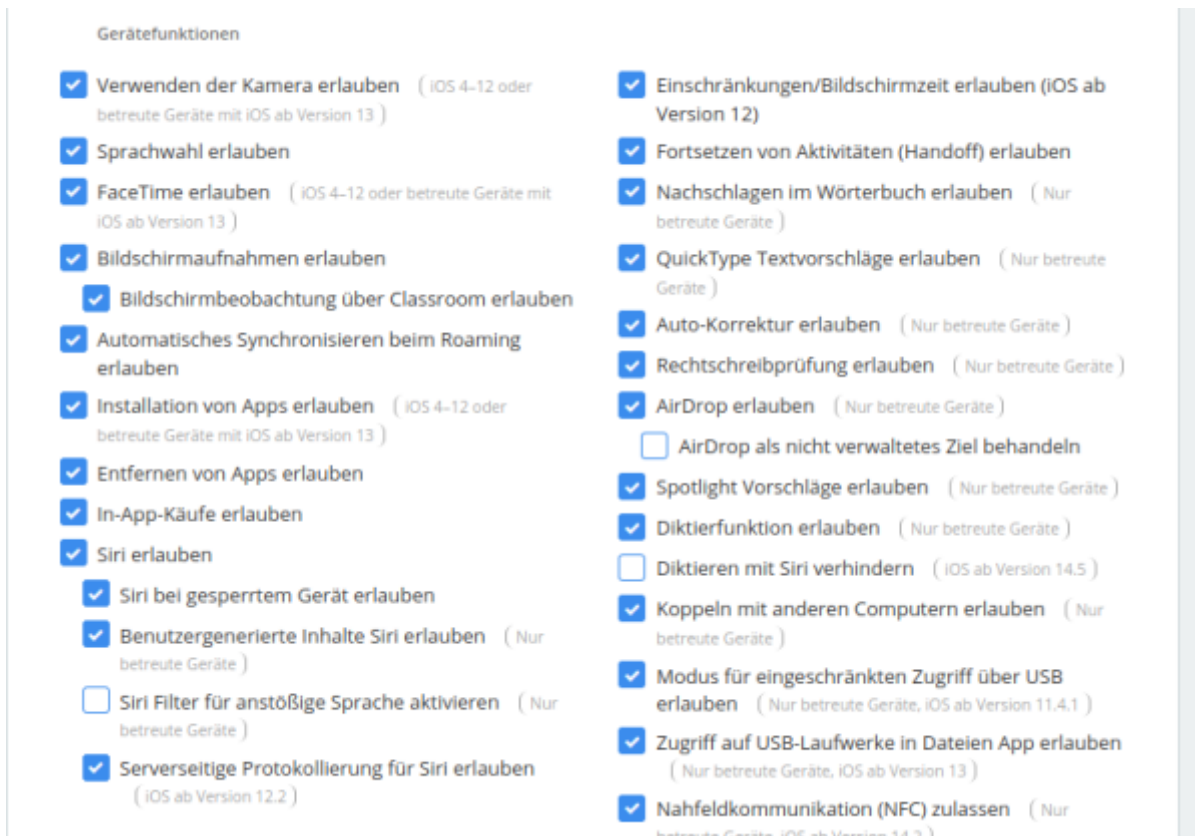 Gerätefunktionen
Verwenden der Kamera erlauben ( iOS 4–12 oder
betreute Geräte mit iOS ab Version 13 )
Sprachwahl erlauben
FaceTime erlauben ( iOS 4–12 oder betreute Geräte mit
iOS ab Version 13 )
Bildschirmaufnahmen erlauben
Bildschirmbeobachtung über Classroom erlauben
Automatisches Synchronisieren beim Roaming
erlauben
Installation von Apps erlauben ( iOS 4–12 oder
betreute Geräte mit iOS ab Version 13 )
Entfernen von Apps erlauben
In-App-Käufe erlauben
Siri erlauben
Siri bei gesperrtem Gerät erlauben
Benutzergenerierte Inhalte Siri erlauben ( Nur
betreute Geräte )
Siri Filter für anstößige Sprache aktivieren ( Nur
betreute Geräte )
Serverseitige Protokollierung für Siri erlauben
( iOS ab Version 12.2 )
Einschränkungen/Bildschirmzeit erlauben (iOS ab
Version 12)
Fortsetzen von Aktivitäten (Handoff) erlauben
Nachschlagen im Wörterbuch erlauben ( Nur
betreute Geräte )
QuickType Textvorschläge erlauben ( Nur betreute
Geräte )
Auto-Korrektur erlauben ( Nur betreute Geräte )
Rechtschreibprüfung erlauben ( Nur betreute Geräte )
AirDrop erlauben ( Nur betreute Geräte )
AirDrop als nicht verwaltetes Ziel behandeln
Spotlight Vorschläge erlauben ( Nur betreute Geräte )
Diktierfunktion erlauben ( Nur betreute Geräte )
Diktieren mit Siri verhindern ( iOS ab Version 14.5 )
Koppeln mit anderen Computern erlauben ( Nur
betreute Geräte )
Modus für eingeschränkten Zugriff über USB
erlauben ( Nur betreute Geräte, iOS ab Version 11.4.1 )
Zugriff auf USB-Laufwerke in Dateien App erlauben
( Nur betreute Geräte, iOS ab Version 13 )
Nahfeldkommunikation (NFC) zulassen ( Nur
betreute Geräte, iOS ab Version 14.2 )